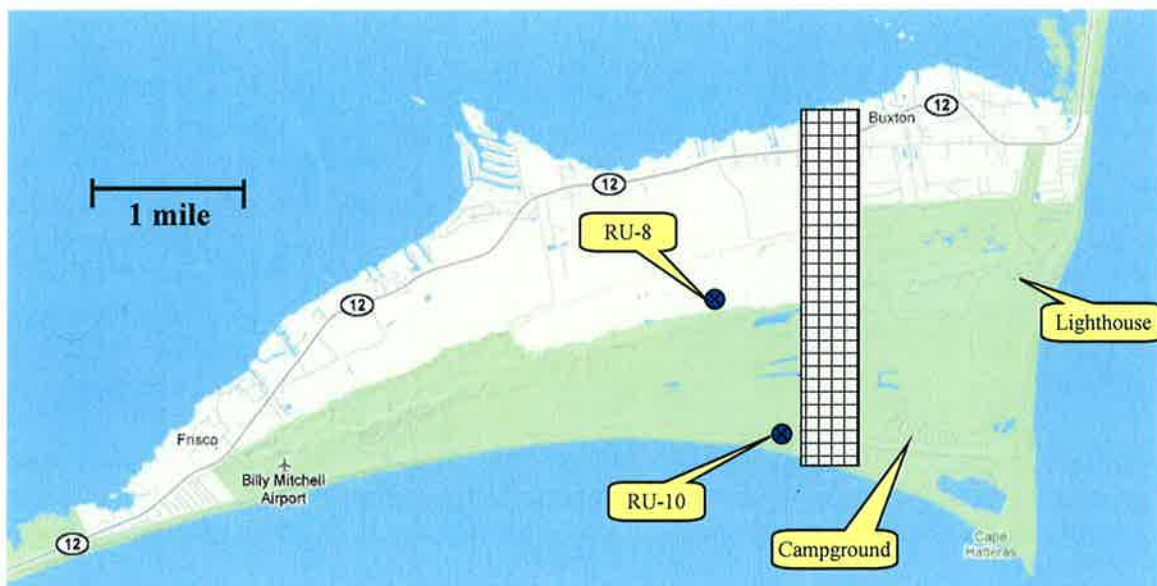 12
Buxton
12
1 mile
RU-8
12
Lighthouse
Frisco
Billy Mitchell
Airport
RU-10
12
Campground
Cape
Hatteras